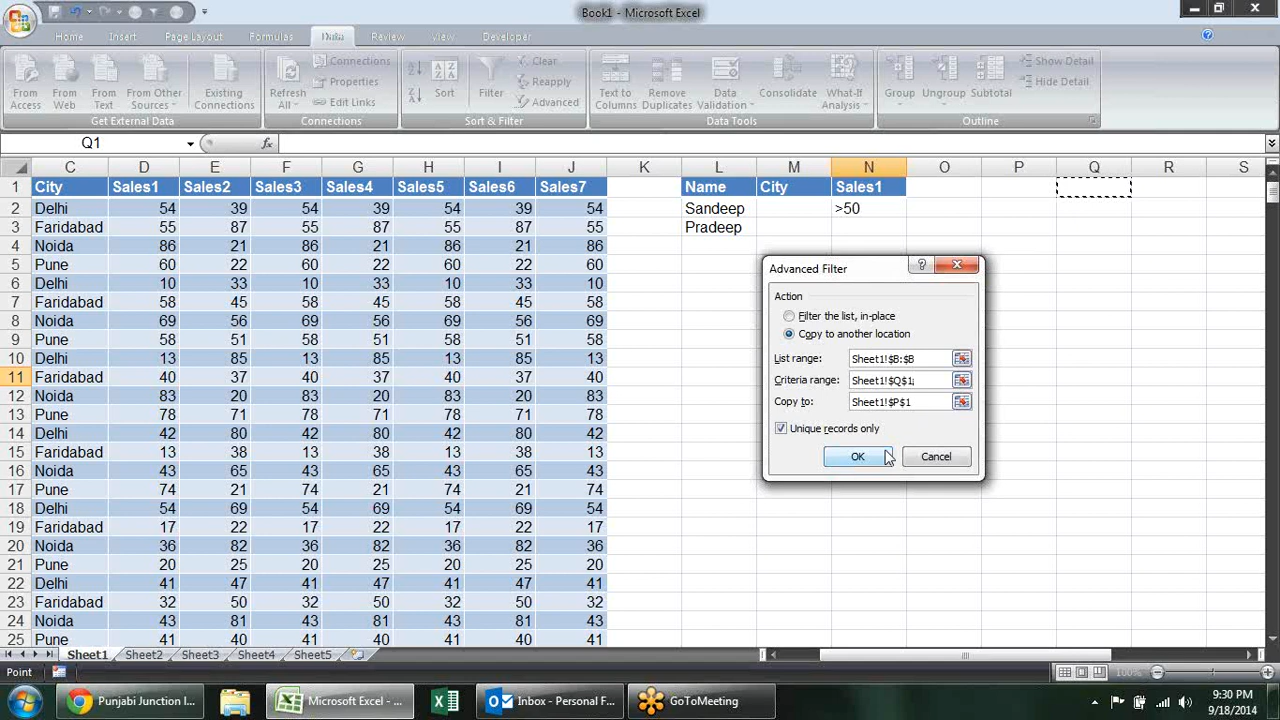 Book1 - Microsoft Excel
Home Insert Page Layout Formulas Data Review View Developer
From Access
From Web
From Text
From Other Sources
Existing Connections
Get External Data
Refresh All
Connections
Properties
Edit Links
Connections
Sort
Filter
Clear
Reapply
Advanced
Sort & Filter
Text to Columns
Remove Duplicates
Data Validation
Consolidate
What-If Analysis
Data Tools
Group
Ungroup
Subtotal
Show Detail
Hide Detail
Outline
Q1 fx
C D E F G H I J K L M N O P Q R S
1 City Sales1 Sales2 Sales3 Sales4 Sales5 Sales6 Sales7 Name City Sales1
2 Delhi 54 39 54 39 54 39 54 Sandeep >50
3 Faridabad 55 87 55 87 55 87 55 Pradeep
4 Noida 86 21 86 21 86 21 86
5 Pune 60 22 60 22 60 22 60
6 Delhi 10 33 10 33 10 33 10
7 Faridabad 58 45 58 45 58 45 58
8 Noida 69 56 69 56 69 56 69
9 Pune 58 51 58 51 58 51 58
10 Delhi 13 85 13 85 13 85 13
11 Faridabad 40 37 40 37 40 37 40
12 Noida 83 20 83 20 83 20 83
13 Pune 78 71 78 71 78 71 78
14 Delhi 42 80 42 80 42 80 42
15 Faridabad 13 38 13 38 13 38 13
16 Noida 43 65 43 65 43 65 43
17 Pune 74 21 74 21 74 21 74
18 Delhi 54 69 54 69 54 69 54
19 Faridabad 17 22 17 22 17 22 17
20 Noida 36 82 36 82 36 82 36
21 Pune 20 25 20 25 20 25 20
22 Delhi 41 47 41 47 41 47 41
23 Faridabad 32 50 32 50 32 50 32
24 Noida 43 81 43 81 43 81 43
25 Pune 41 40 41 40 41 40 41
Advanced Filter
Action
Filter the list, in-place
Copy to another location
List range: Sheet1!$B:$B
Criteria range: Sheet1!$Q$1
Copy to: Sheet1!$P$1
Unique records only
OK Cancel
Sheet1 Sheet2 Sheet3 Sheet4 Sheet5
Point 100%
Punjabi Junction I...
Microsoft Excel - ...
Inbox - Personal F...
GoToMeeting
9:30 PM
9/18/2014